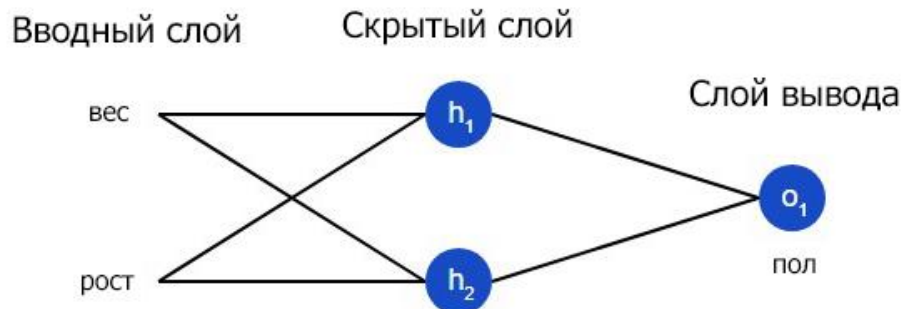 Вводный слой
Скрытый слой
Слой вывода
вес
рост
h₁
h₂
o₁
пол